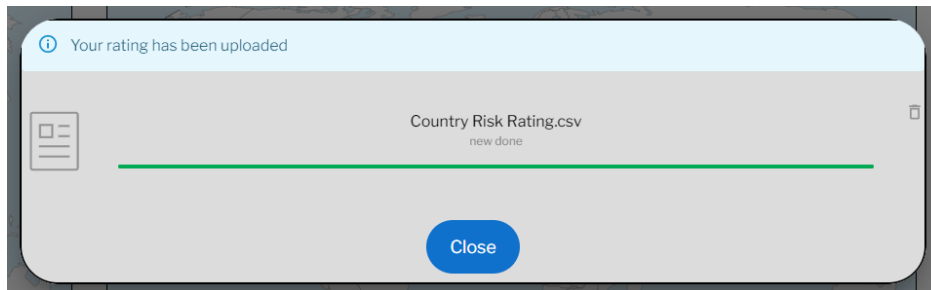 Your rating has been uploaded
Country Risk Rating.csv
new done
Close